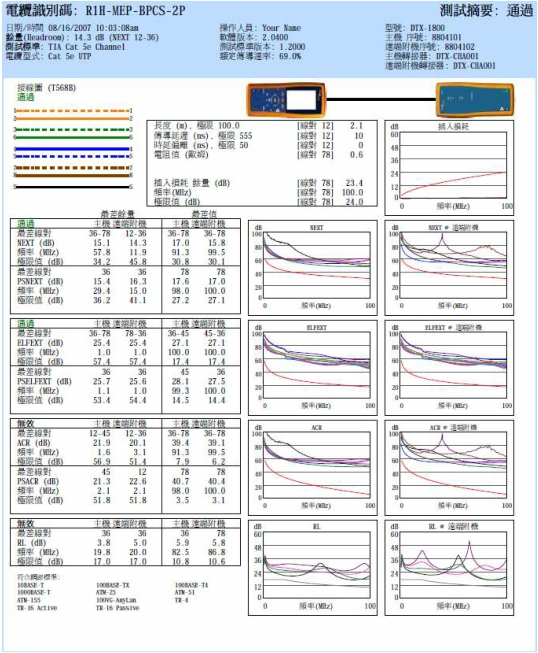 電纜識別碼: R1H-MEP-BPCS-2P
測試摘要: 通過
日期/時間 08/16/2007 10:03:08am
餘量(Headroom): 14.3 dB (NEXT 12-36)
測試標準: TIA Cat 5e Channel
電纜型式: Cat 5e UTP
操作人員: Your Name
軟體版本: 2.0400
測試標準版本: 1.2000
額定傳導速率: 69.0%
型號: DTX-1800
主機 序號: 8804101
遠端附機序號: 8804102
主機轉接器: DTX-CHA001
遠端附機轉接器: DTX-CHA001
接線圖 (T568B)
通過
1 1
2 2
3 3
6 6
4 4
5 5
7 7
8 8
S S
長度 (m), 極限 100.0 [線對 12] 2.1
傳導延遲 (ns), 極限 555 [線對 12] 10
時延偏離 (ns), 極限 50 [線對 12] 0
電阻值 (歐姆) [線對 78] 0.6
插入損耗 餘量 (dB) [線對 78] 23.4
頻率 (MHz) [線對 78] 100.0
極限值 (dB) [線對 78] 24.0
dB 插入損耗
60
48
36
24
12
0
0 頻率(MHz) 100
最差餘量 最差值
通過 主機 遠端附機 主機 遠端附機
最差線對 36-78 12-36 36-78 36-78
NEXT (dB) 15.1 14.3 17.0 15.8
頻率 (MHz) 57.8 11.9 91.3 99.5
極限值 (dB) 34.2 45.8 30.8 30.1
最差線對 36 36 78 78
PSNEXT (dB) 15.4 16.3 17.6 17.0
頻率 (MHz) 29.4 15.0 98.0 100.0
極限值 (dB) 36.2 41.1 27.2 27.1
dB NEXT
100
80
60
40
20
0
0 頻率(MHz) 100
dB NEXT @ 遠端附機
100
80
60
40
20
0
0 頻率(MHz) 100
通過 主機 遠端附機 主機 遠端附機
最差線對 36-78 78-36 36-45 45-36
ELFEXT (dB) 25.4 25.4 27.1 27.1
頻率 (MHz) 1.0 1.0 100.0 100.0
極限值 (dB) 57.4 57.4 17.4 17.4
最差線對 36 36 45 36
PSELFEXT (dB) 25.7 25.6 28.1 27.5
頻率 (MHz) 1.1 1.0 99.3 100.0
極限值 (dB) 53.4 54.4 14.5 14.4
dB ELFEXT
100
80
60
40
20
0
0 頻率(MHz) 100
dB ELFEXT @ 遠端附機
100
80
60
40
20
0
0 頻率(MHz) 100
無效 主機 遠端附機 主機 遠端附機
最差線對 12-45 12-36 36-78 36-78
ACR (dB) 21.9 20.1 39.4 39.1
頻率 (MHz) 1.6 3.1 91.3 99.5
極限值 (dB) 56.9 51.4 7.9 6.2
最差線對 45 12 78 78
PSACR (dB) 21.3 22.6 40.7 40.4
頻率 (MHz) 2.1 2.1 98.0 100.0
極限值 (dB) 51.8 51.8 3.5 3.1
dB ACR
100
80
60
40
20
0
0 頻率(MHz) 100
dB ACR @ 遠端附機
100
80
60
40
20
0
0 頻率(MHz) 100
無效 主機 遠端附機 主機 遠端附機
最差線對 36 36 36 78
RL (dB) 3.8 5.0 5.9 5.8
頻率 (MHz) 19.8 20.0 82.5 86.8
極限值 (dB) 17.0 17.0 10.8 10.6
dB RL
60
48
36
24
12
0
0 頻率(MHz) 100
dB RL @ 遠端附機
60
48
36
24
12
0
0 頻率(MHz) 100
符合網路標準:
10BASE-T 100BASE-TX 100BASE-T4
1000BASE-T ATM-25 ATM-51
ATM-155 100VG-AnyLan TR-4
TR-16 Active TR-16 Passive